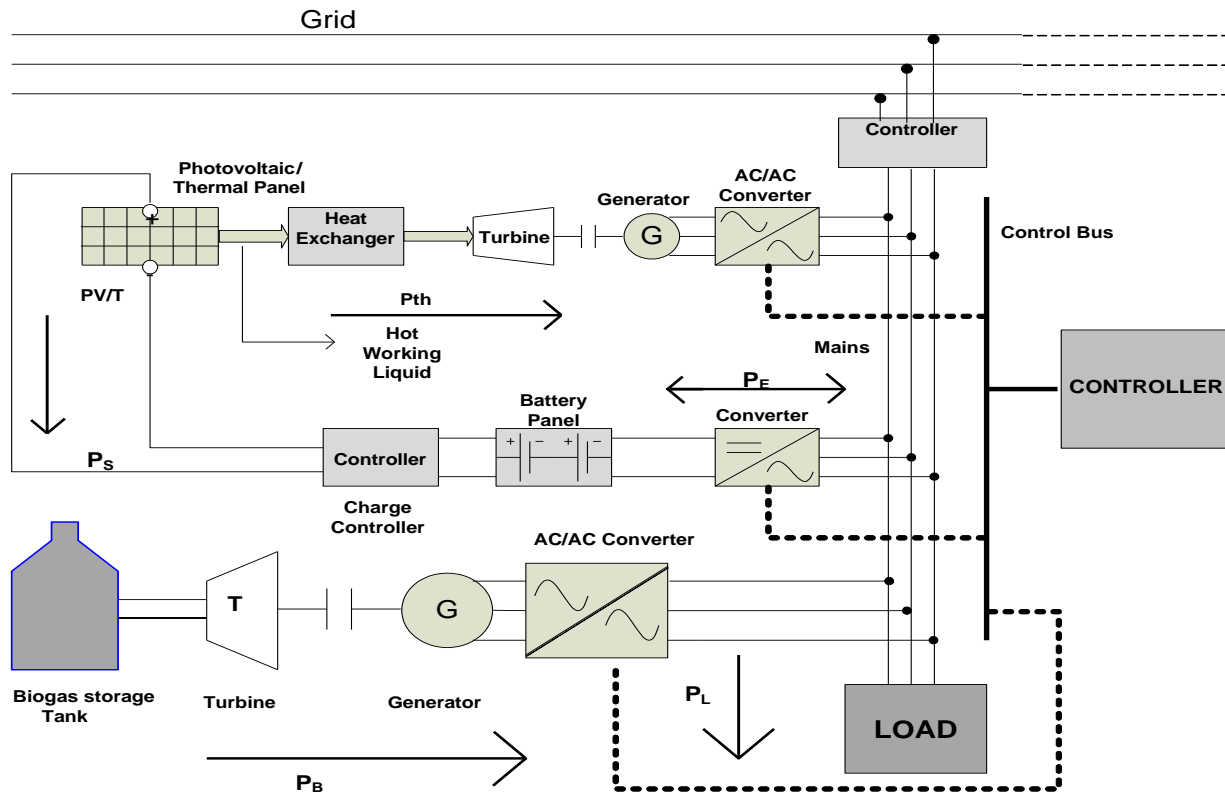 Grid
Controller
Photovoltaic/
Thermal Panel
AC/AC
Converter
Generator
+
Heat
Exchanger
Turbine
G
Control Bus
-
PV/T
Pth
Hot
Working
Liquid
Mains
PE
CONTROLLER
Battery
Panel
Converter
+ − + −
PS
Controller
Charge
Controller
AC/AC Converter
T
G
Biogas storage
Tank
Turbine
Generator
PL
LOAD
PB